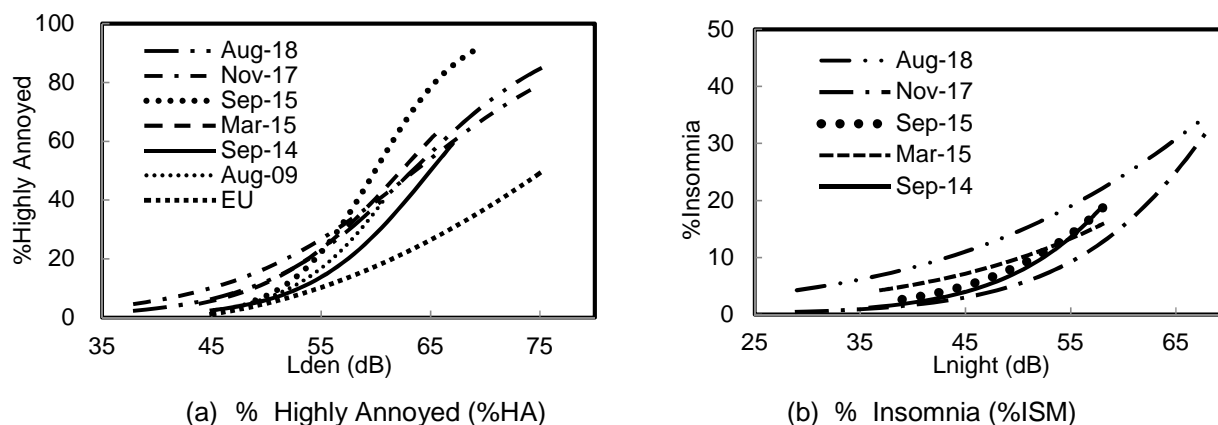 100
80
60
40
20
0
%Highly Annoyed
Aug-18
Nov-17
Sep-15
Mar-15
Sep-14
Aug-09
EU
35 45 55 65 75
Lden (dB)
(a) % Highly Annoyed (%HA)
50
40
30
20
10
0
%Insomnia
Aug-18
Nov-17
Sep-15
Mar-15
Sep-14
25 35 45 55 65
Lnight (dB)
(b) % Insomnia (%ISM)